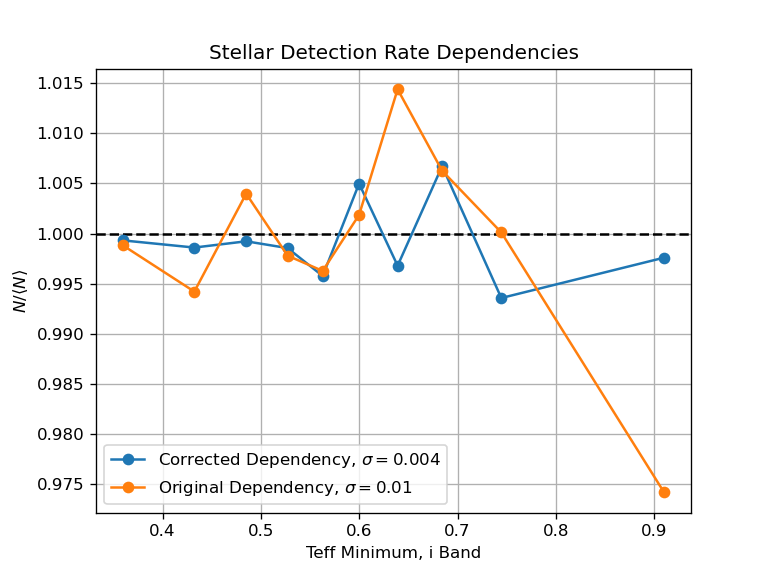 Stellar Detection Rate Dependencies
1.015
1.010
1.005
1.000
0.995
0.990
0.985
0.980
0.975
N/⟨N⟩
Corrected Dependency, σ = 0.004
Original Dependency, σ = 0.01
0.4 0.5 0.6 0.7 0.8 0.9
Teff Minimum, i Band